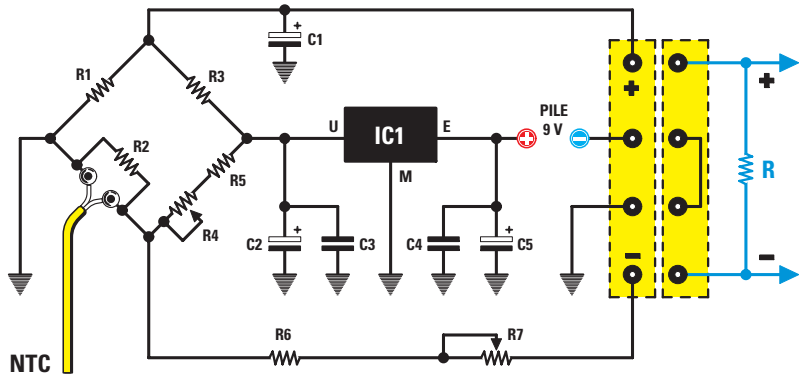 C1
+
R1
R3
R2
R5
R4
U
IC1
E
M
PILE
9 V
+
−
C2
+
C3
C4
C5
+
+
−
+
−
R
R6
R7
NTC